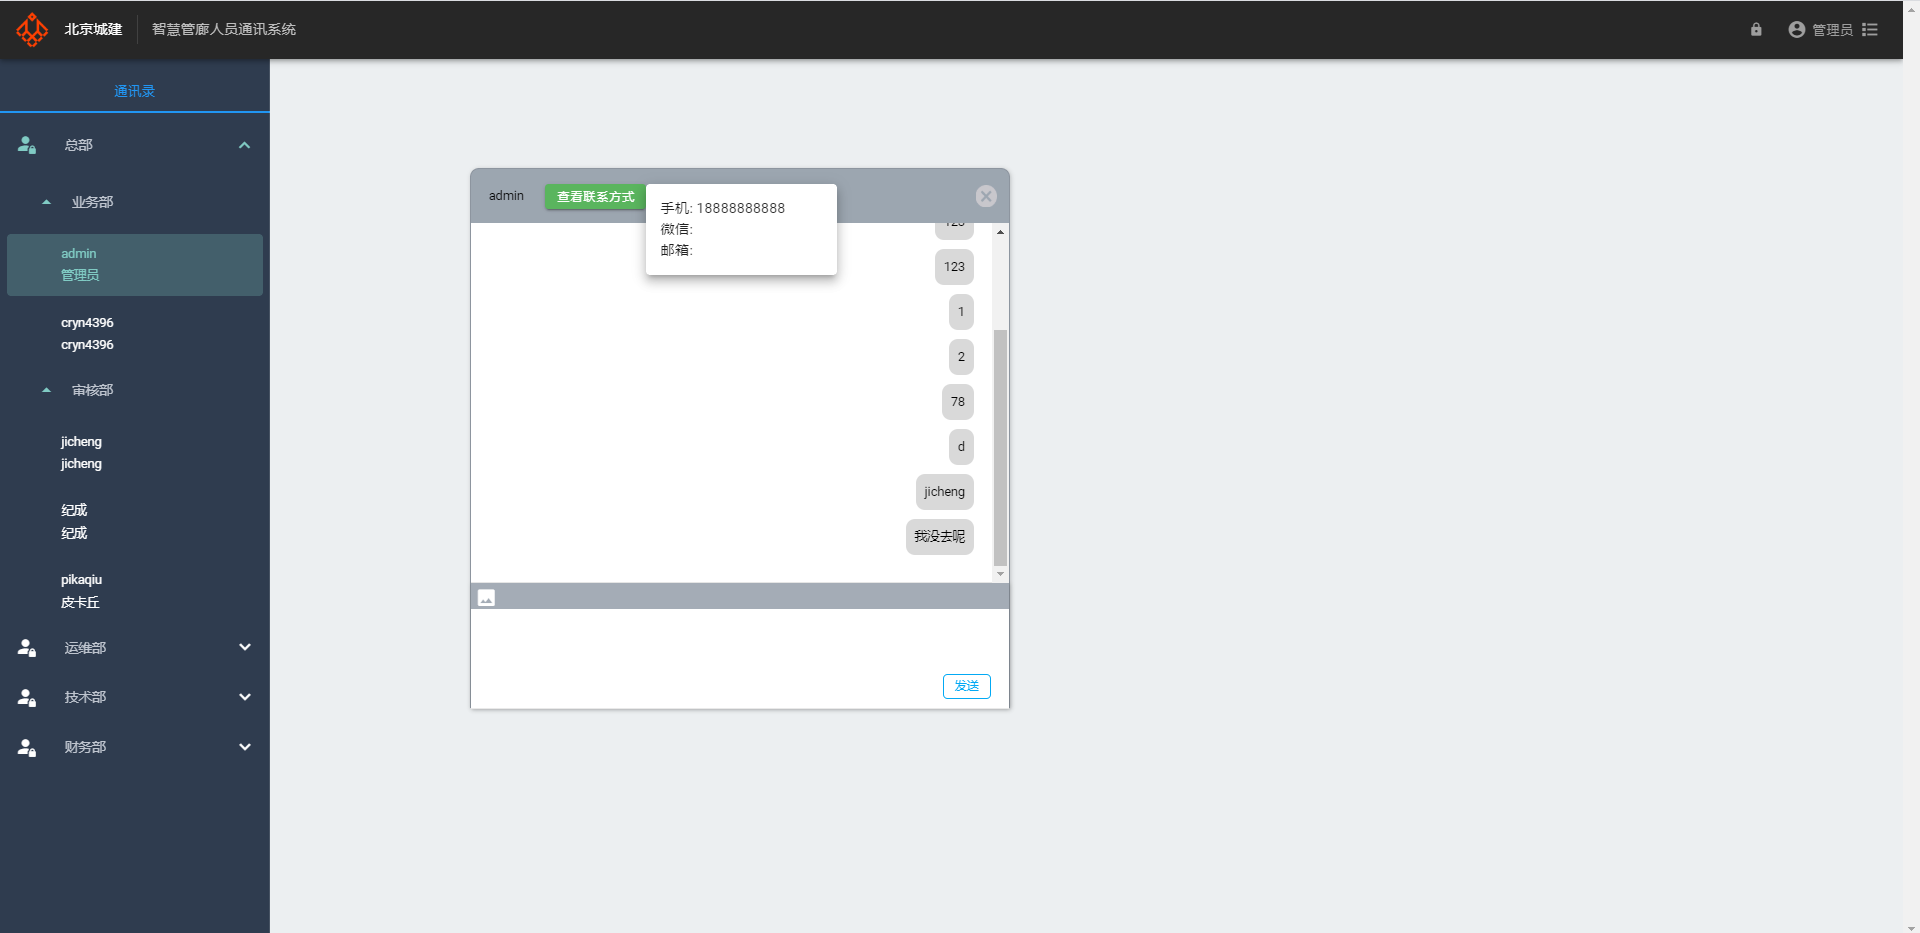 北京城建
智慧管廊人员通讯系统
管理员
通讯录
总部
业务部
admin
管理员
cryn4396
cryn4396
审核部
jicheng
jicheng
纪成
纪成
pikaqiu
皮卡丘
运维部
技术部
财务部
admin
查看联系方式
手机: 18888888888
微信:
邮箱:
123
123
1
2
78
d
jicheng
我没去呢
发送